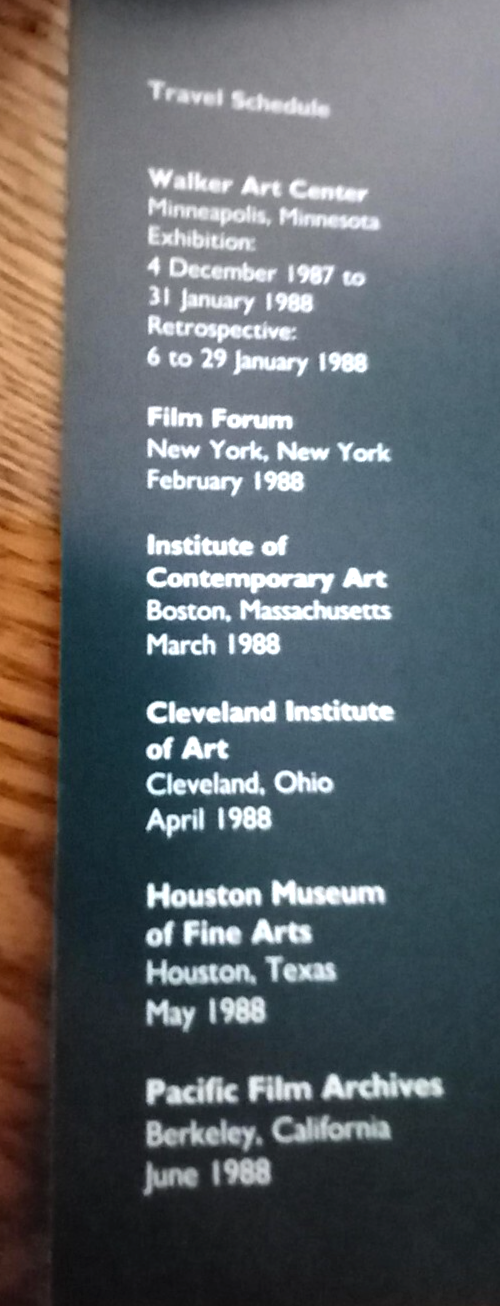 Travel Schedule
Walker Art Center
Minneapolis, Minnesota
Exhibition:
4 December 1987 to
31 January 1988
Retrospective:
6 to 29 January 1988
Film Forum
New York, New York
February 1988
Institute of
Contemporary Art
Boston, Massachusetts
March 1988
Cleveland Institute
of Art
Cleveland, Ohio
April 1988
Houston Museum
of Fine Arts
Houston, Texas
May 1988
Pacific Film Archives
Berkeley, California
June 1988